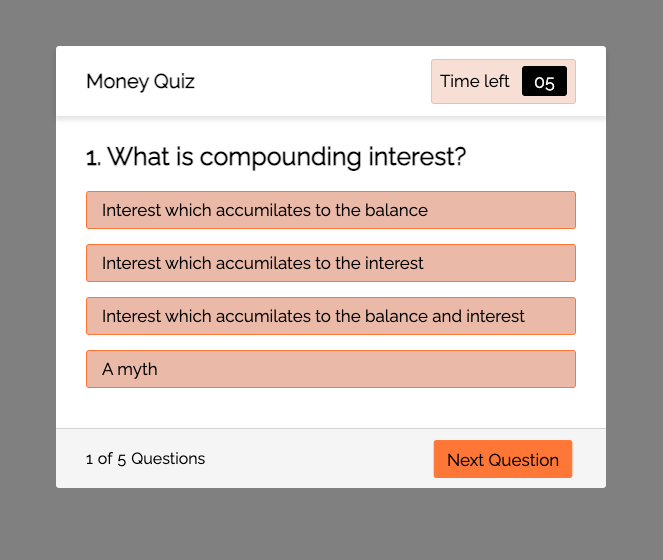 Money Quiz
Time left 05
1. What is compounding interest?
Interest which accumilates to the balance
Interest which accumilates to the interest
Interest which accumilates to the balance and interest
A myth
1 of 5 Questions
Next Question